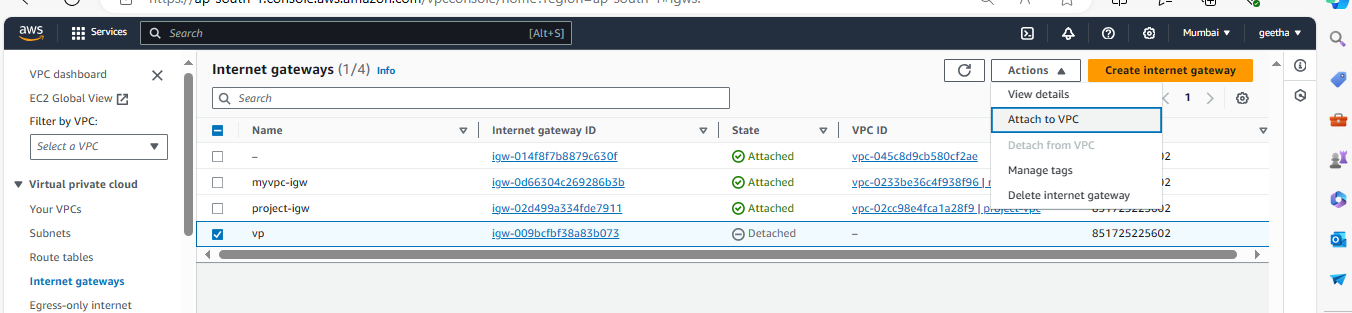 https://ap-south-1.console.aws.amazon.com/vpcconsole/home?region=ap-south-1#igws:
aws Services Search [Alt+S] Mumbai geetha
VPC dashboard
EC2 Global View
Filter by VPC:
Select a VPC
Virtual private cloud
Your VPCs
Subnets
Route tables
Internet gateways
Egress-only internet
Internet gateways (1/4) Info
Actions Create internet gateway
Search
1
View details
Attach to VPC
Detach from VPC
Manage tags
Delete internet gateway
Name Internet gateway ID State VPC ID
– igw-014f8f7b8879c630f Attached vpc-045c8d9cb580cf2ae 602
myvpc-igw igw-0d66304c269286b3b Attached vpc-0233be36c4f938f96 | 602
project-igw igw-02d499a334fde7911 Attached vpc-02cc98e4fca1a28f9 | project-vpc 851725225602
vp igw-009bcfbf38a83b073 Detached – 851725225602